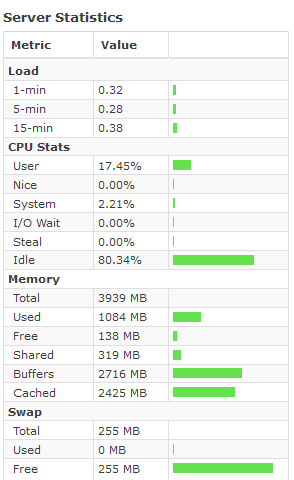 Server Statistics
Metric Value
Load
1-min 0.32
5-min 0.28
15-min 0.38
CPU Stats
User 17.45%
Nice 0.00%
System 2.21%
I/O Wait 0.00%
Steal 0.00%
Idle 80.34%
Memory
Total 3939 MB
Used 1084 MB
Free 138 MB
Shared 319 MB
Buffers 2716 MB
Cached 2425 MB
Swap
Total 255 MB
Used 0 MB
Free 255 MB